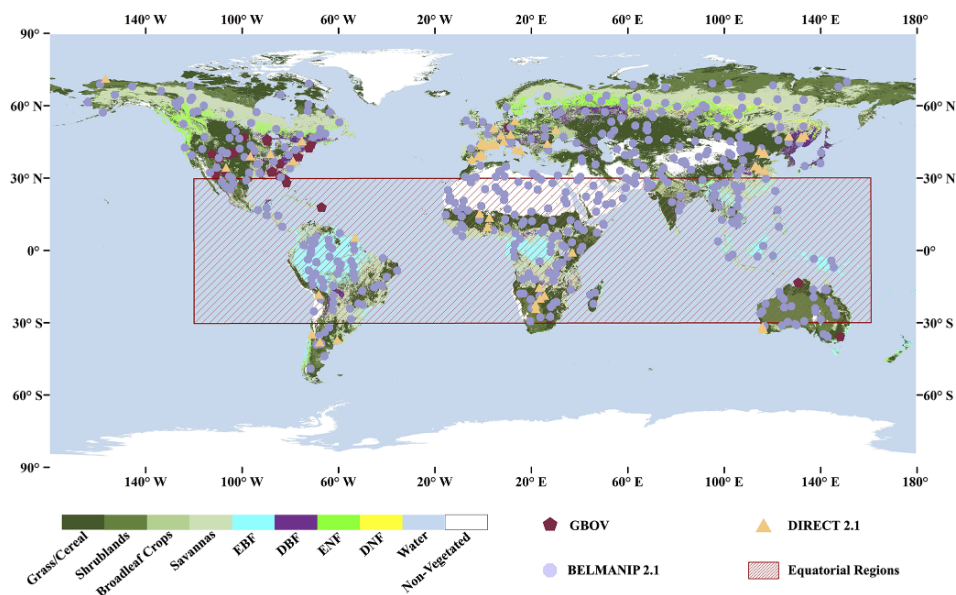 140° W 100° W 60° W 20° W 20° E 60° E 100° E 140° E 180°
90° 90°
60° N 60° N
30° N 30° N
0° 0°
30° S 30° S
60° S 60° S
90° 90°
140° W 100° W 60° W 20° W 20° E 60° E 100° E 140° E 180°
Grass/Cereal
Shrublands
Broadleaf Crops
Savannas
EBF
DBF
ENF
DNF
Water
Non-Vegetated
GBOV
DIRECT 2.1
BELMANIP 2.1
Equatorial Regions